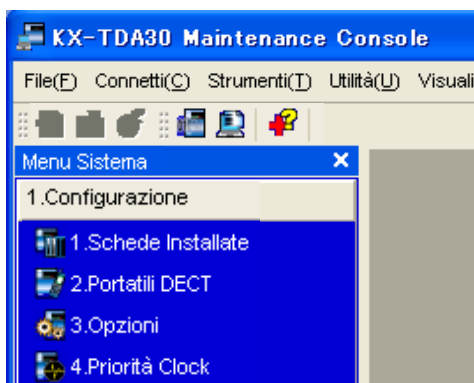 KX-TDA30 Maintenance Console
File(F) Connetti(C) Strumenti(T) Utilità(U) Visuali
Menu Sistema
1.Configurazione
1.Schede Installate
2.Portatili DECT
3.Opzioni
4.Priorità Clock